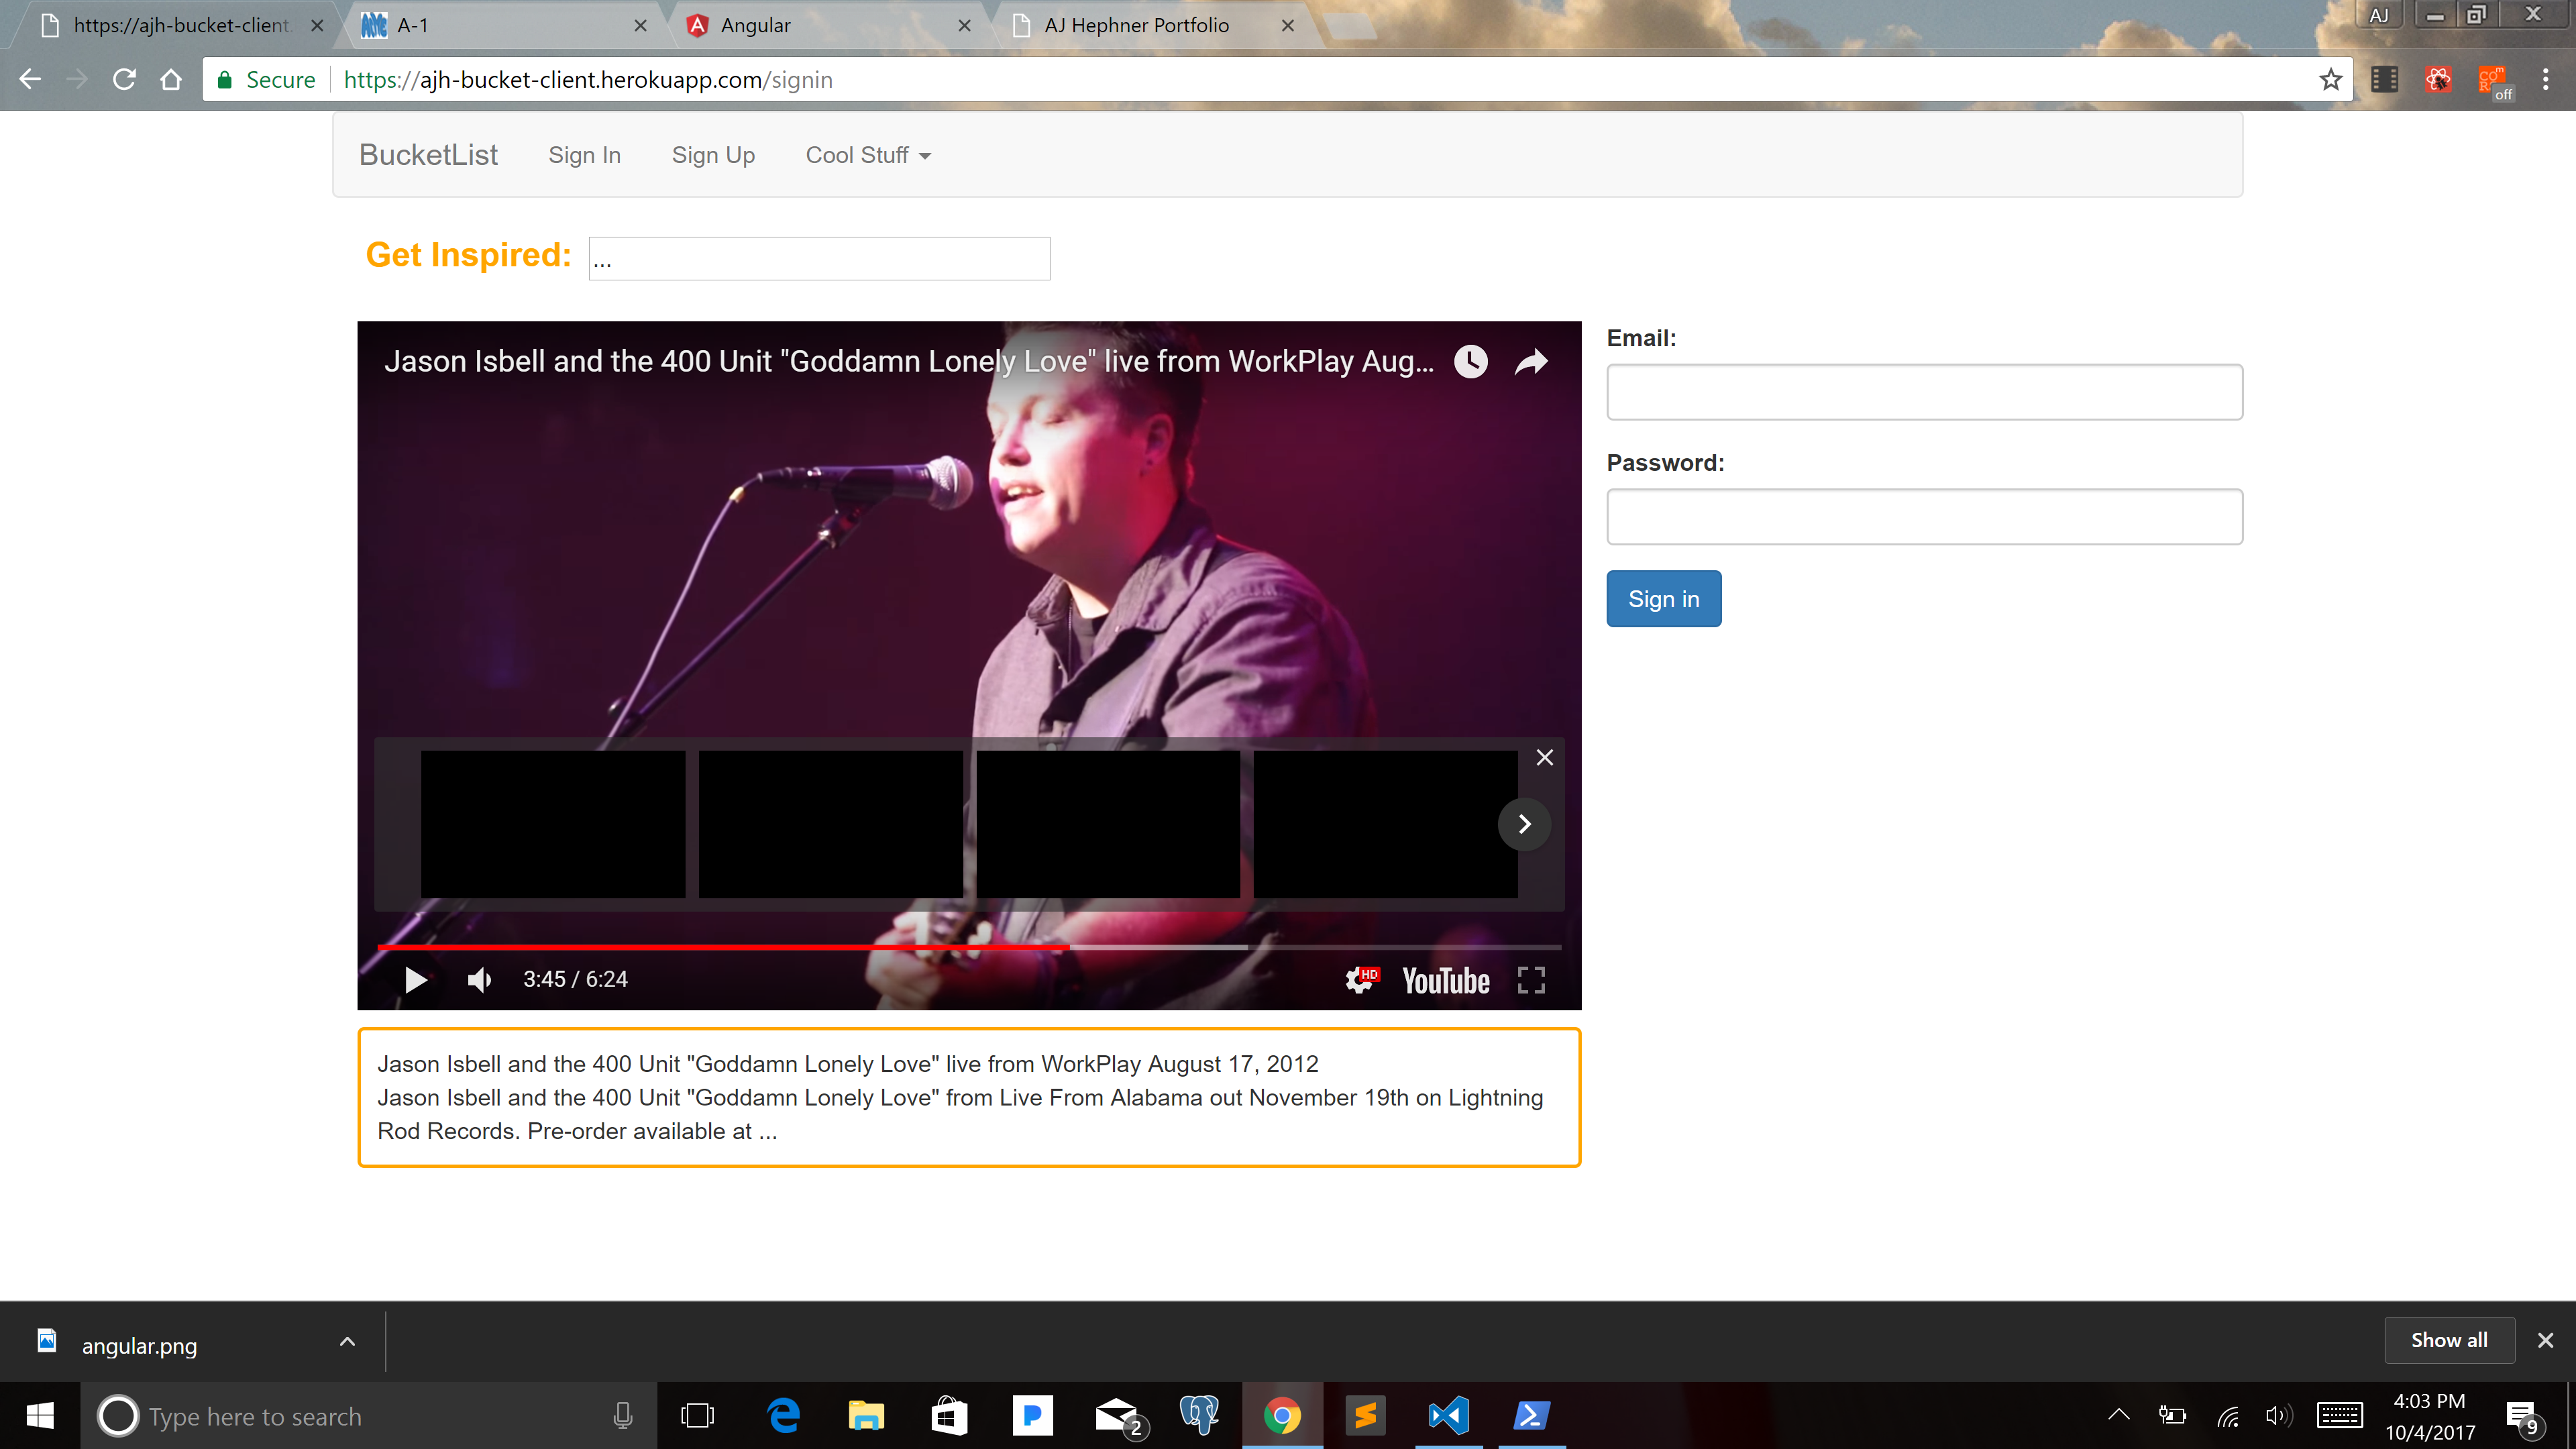 https://ajh-bucket-client.
A-1
Angular
AJ Hephner Portfolio
AJ
Secure
https://ajh-bucket-client.herokuapp.com/signin
off
BucketList
Sign In
Sign Up
Cool Stuff
Get Inspired:
...
Jason Isbell and the 400 Unit "Goddamn Lonely Love" live from WorkPlay Aug...
Email:
Password:
Sign in
3:45 / 6:24
HD
YouTube
Jason Isbell and the 400 Unit "Goddamn Lonely Love" live from WorkPlay August 17, 2012
Jason Isbell and the 400 Unit "Goddamn Lonely Love" from Live From Alabama out November 19th on Lightning
Rod Records. Pre-order available at ...
angular.png
Show all
Type here to search
2
4:03 PM
10/4/2017
9